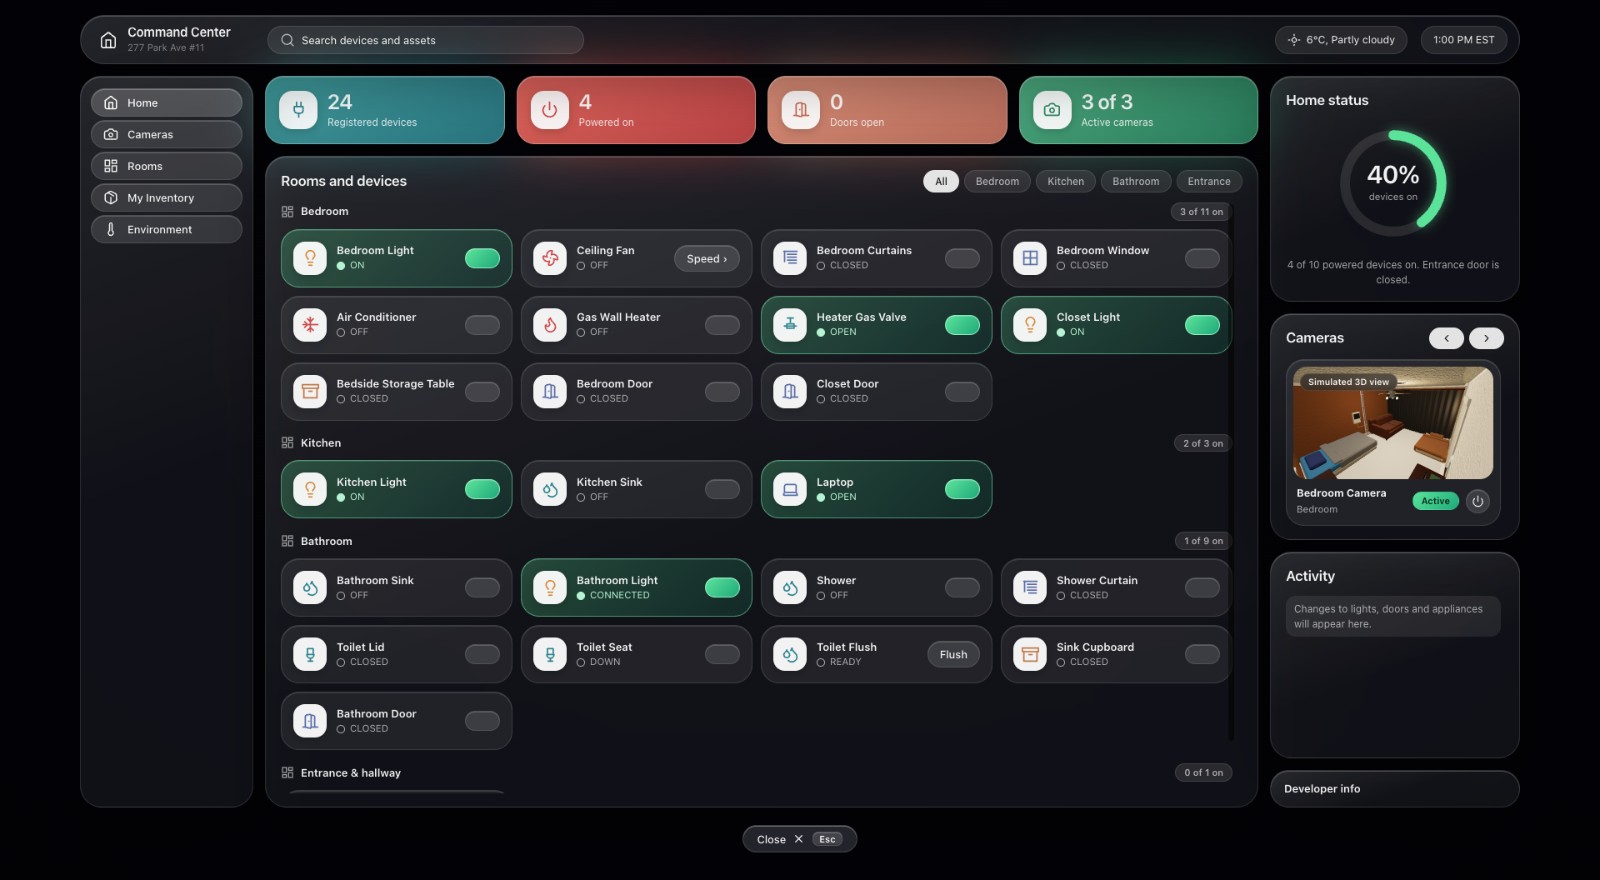 Command Center
277 Park Ave #11
Search devices and assets
6°C, Partly cloudy
1:00 PM EST
Home
Cameras
Rooms
My Inventory
Environment
24
Registered devices
4
Powered on
0
Doors open
3 of 3
Active cameras
Rooms and devices
All
Bedroom
Kitchen
Bathroom
Entrance
Bedroom
3 of 11 on
Bedroom Light
ON
Ceiling Fan
OFF
Speed ›
Bedroom Curtains
CLOSED
Bedroom Window
CLOSED
Air Conditioner
OFF
Gas Wall Heater
OFF
Heater Gas Valve
OPEN
Closet Light
ON
Bedside Storage Table
CLOSED
Bedroom Door
CLOSED
Closet Door
CLOSED
Kitchen
2 of 3 on
Kitchen Light
ON
Kitchen Sink
OFF
Laptop
OPEN
Bathroom
1 of 9 on
Bathroom Sink
OFF
Bathroom Light
CONNECTED
Shower
OFF
Shower Curtain
CLOSED
Toilet Lid
CLOSED
Toilet Seat
DOWN
Toilet Flush
READY
Flush
Sink Cupboard
CLOSED
Bathroom Door
CLOSED
Entrance & hallway
0 of 1 on
Home status
40%
devices on
4 of 10 powered devices on. Entrance door is
closed.
Cameras
Simulated 3D view
Bedroom Camera
Bedroom
Active
Activity
Changes to lights, doors and appliances
will appear here.
Developer info
Close ✕ Esc